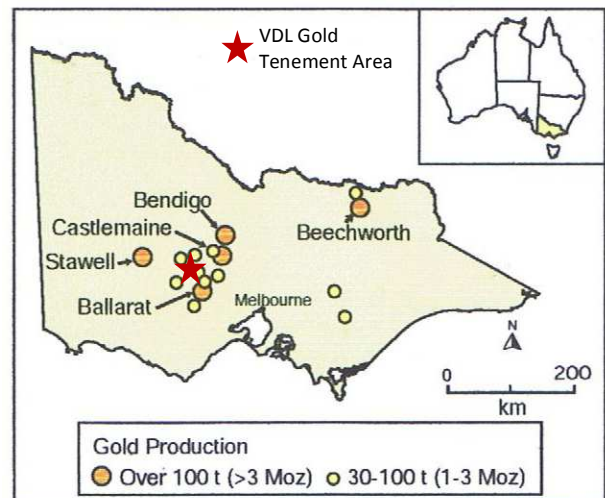 VDL Gold
Tenement Area
Bendigo
Castlemaine
Beechworth
Stawell
Ballarat
Melbourne
N
0 200
km
Gold Production
Over 100 t (>3 Moz) 30-100 t (1-3 Moz)